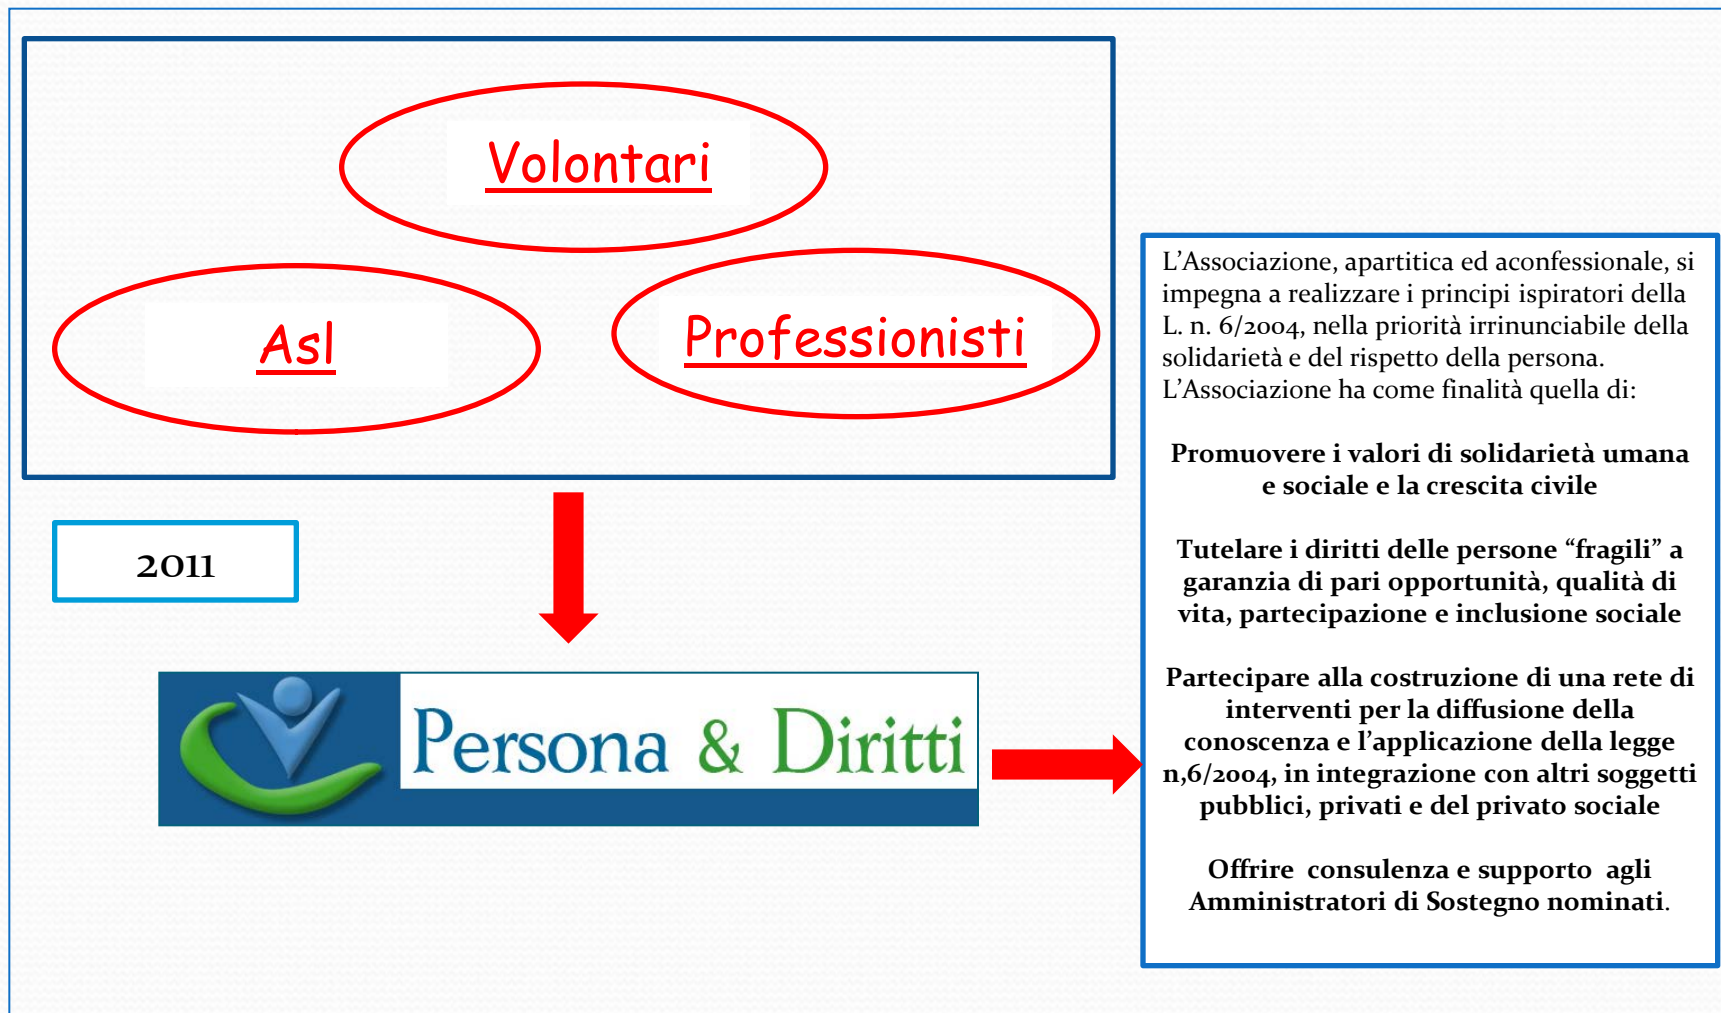 Volontari
Asl
Professionisti
2011
Persona & Diritti
L’Associazione, apartitica ed aconfessionale, si
impegna a realizzare i principi ispiratori della
L. n. 6/2004, nella priorità irrinunciabile della
solidarietà e del rispetto della persona.
L’Associazione ha come finalità quella di:
Promuovere i valori di solidarietà umana
e sociale e la crescita civile
Tutelare i diritti delle persone “fragili” a
garanzia di pari opportunità, qualità di
vita, partecipazione e inclusione sociale
Partecipare alla costruzione di una rete di
interventi per la diffusione della
conoscenza e l’applicazione della legge
n,6/2004, in integrazione con altri soggetti
pubblici, privati e del privato sociale
Offrire consulenza e supporto agli
Amministratori di Sostegno nominati.